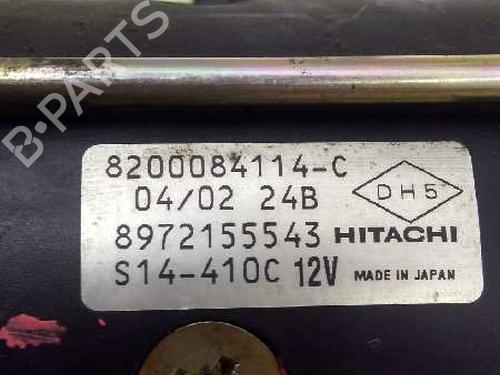 B-PARTS
8200084114-C
04/02 24B
DH5
8972155543 HITACHI
S14-410C 12V MADE IN JAPAN